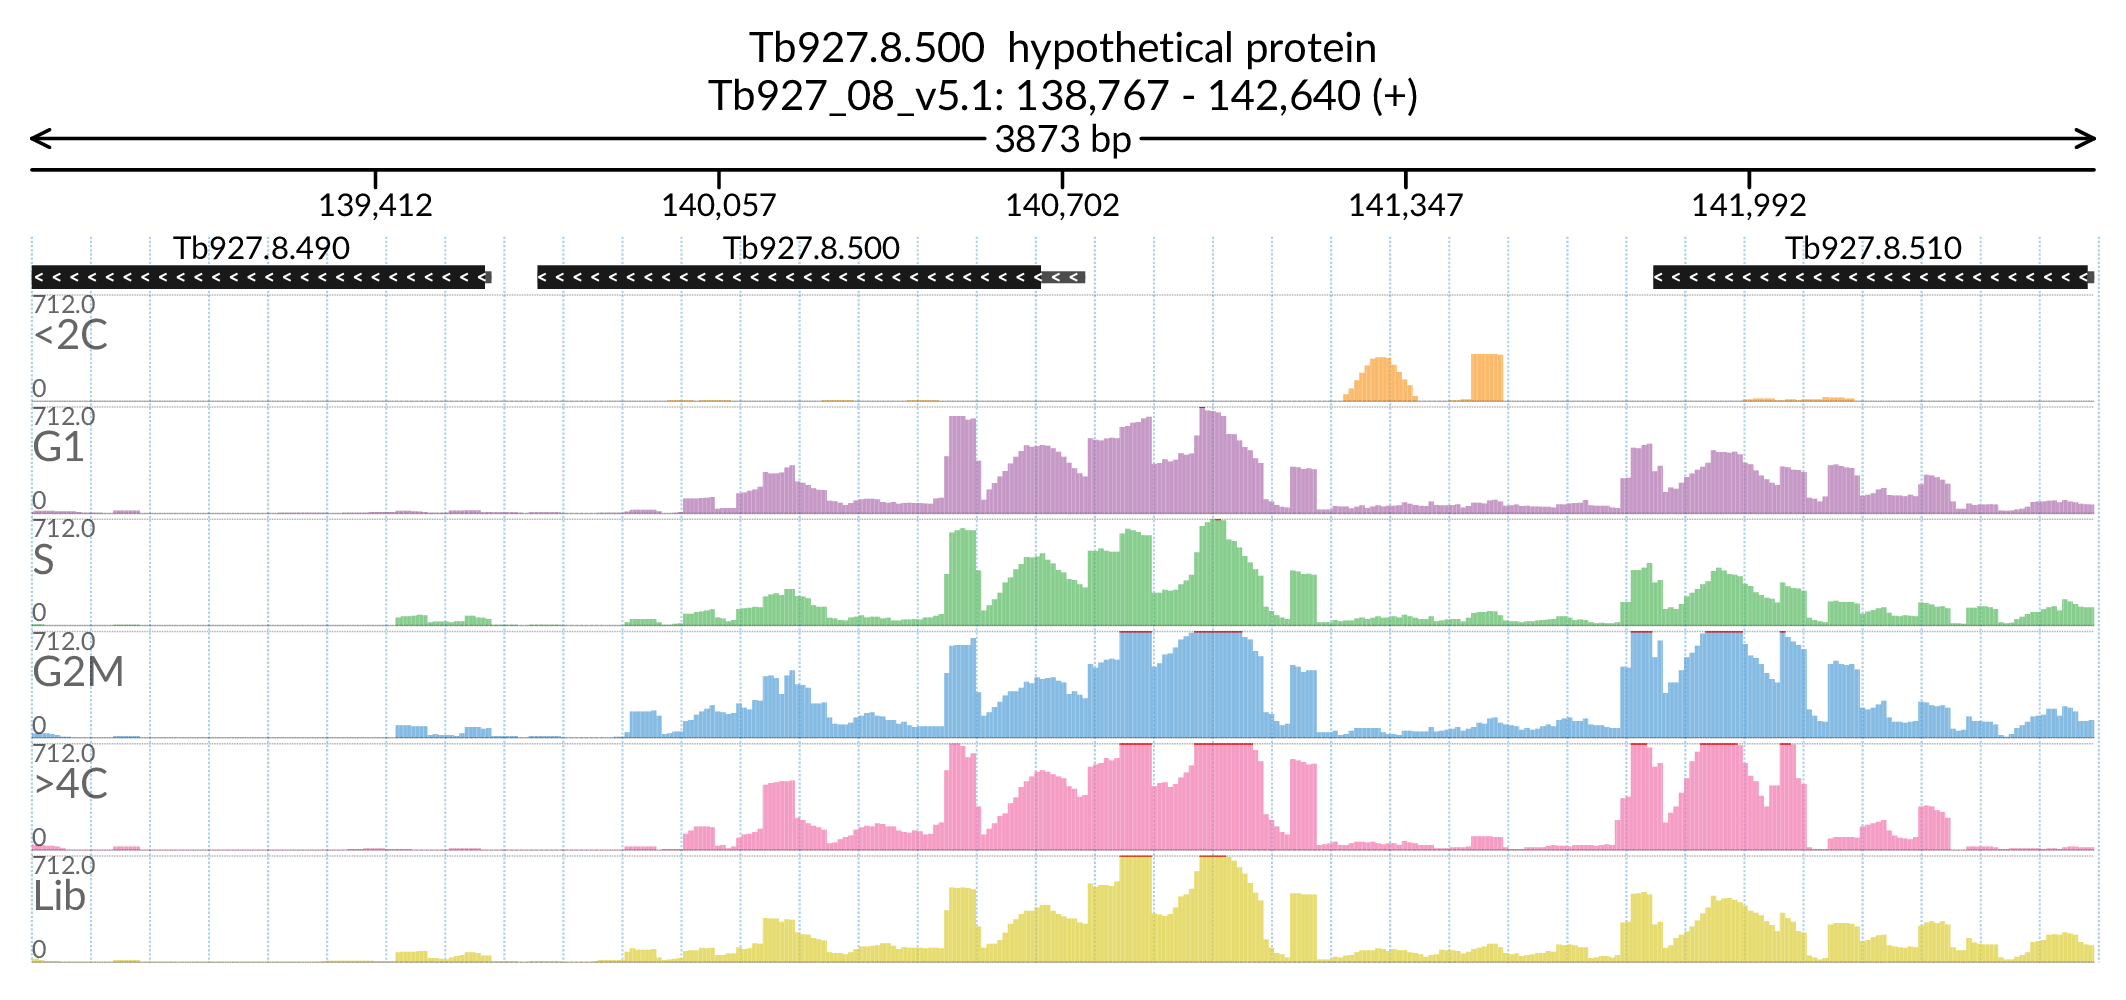 Tb927.8.500  hypothetical protein
Tb927_08_v5.1: 138,767 - 142,640 (+)
3873 bp
139,412 140,057 140,702 141,347 141,992
Tb927.8.490 Tb927.8.500 Tb927.8.510
712.0
<2C
0
712.0
G1
0
712.0
S
0
712.0
G2M
0
712.0
>4C
0
712.0
Lib
0